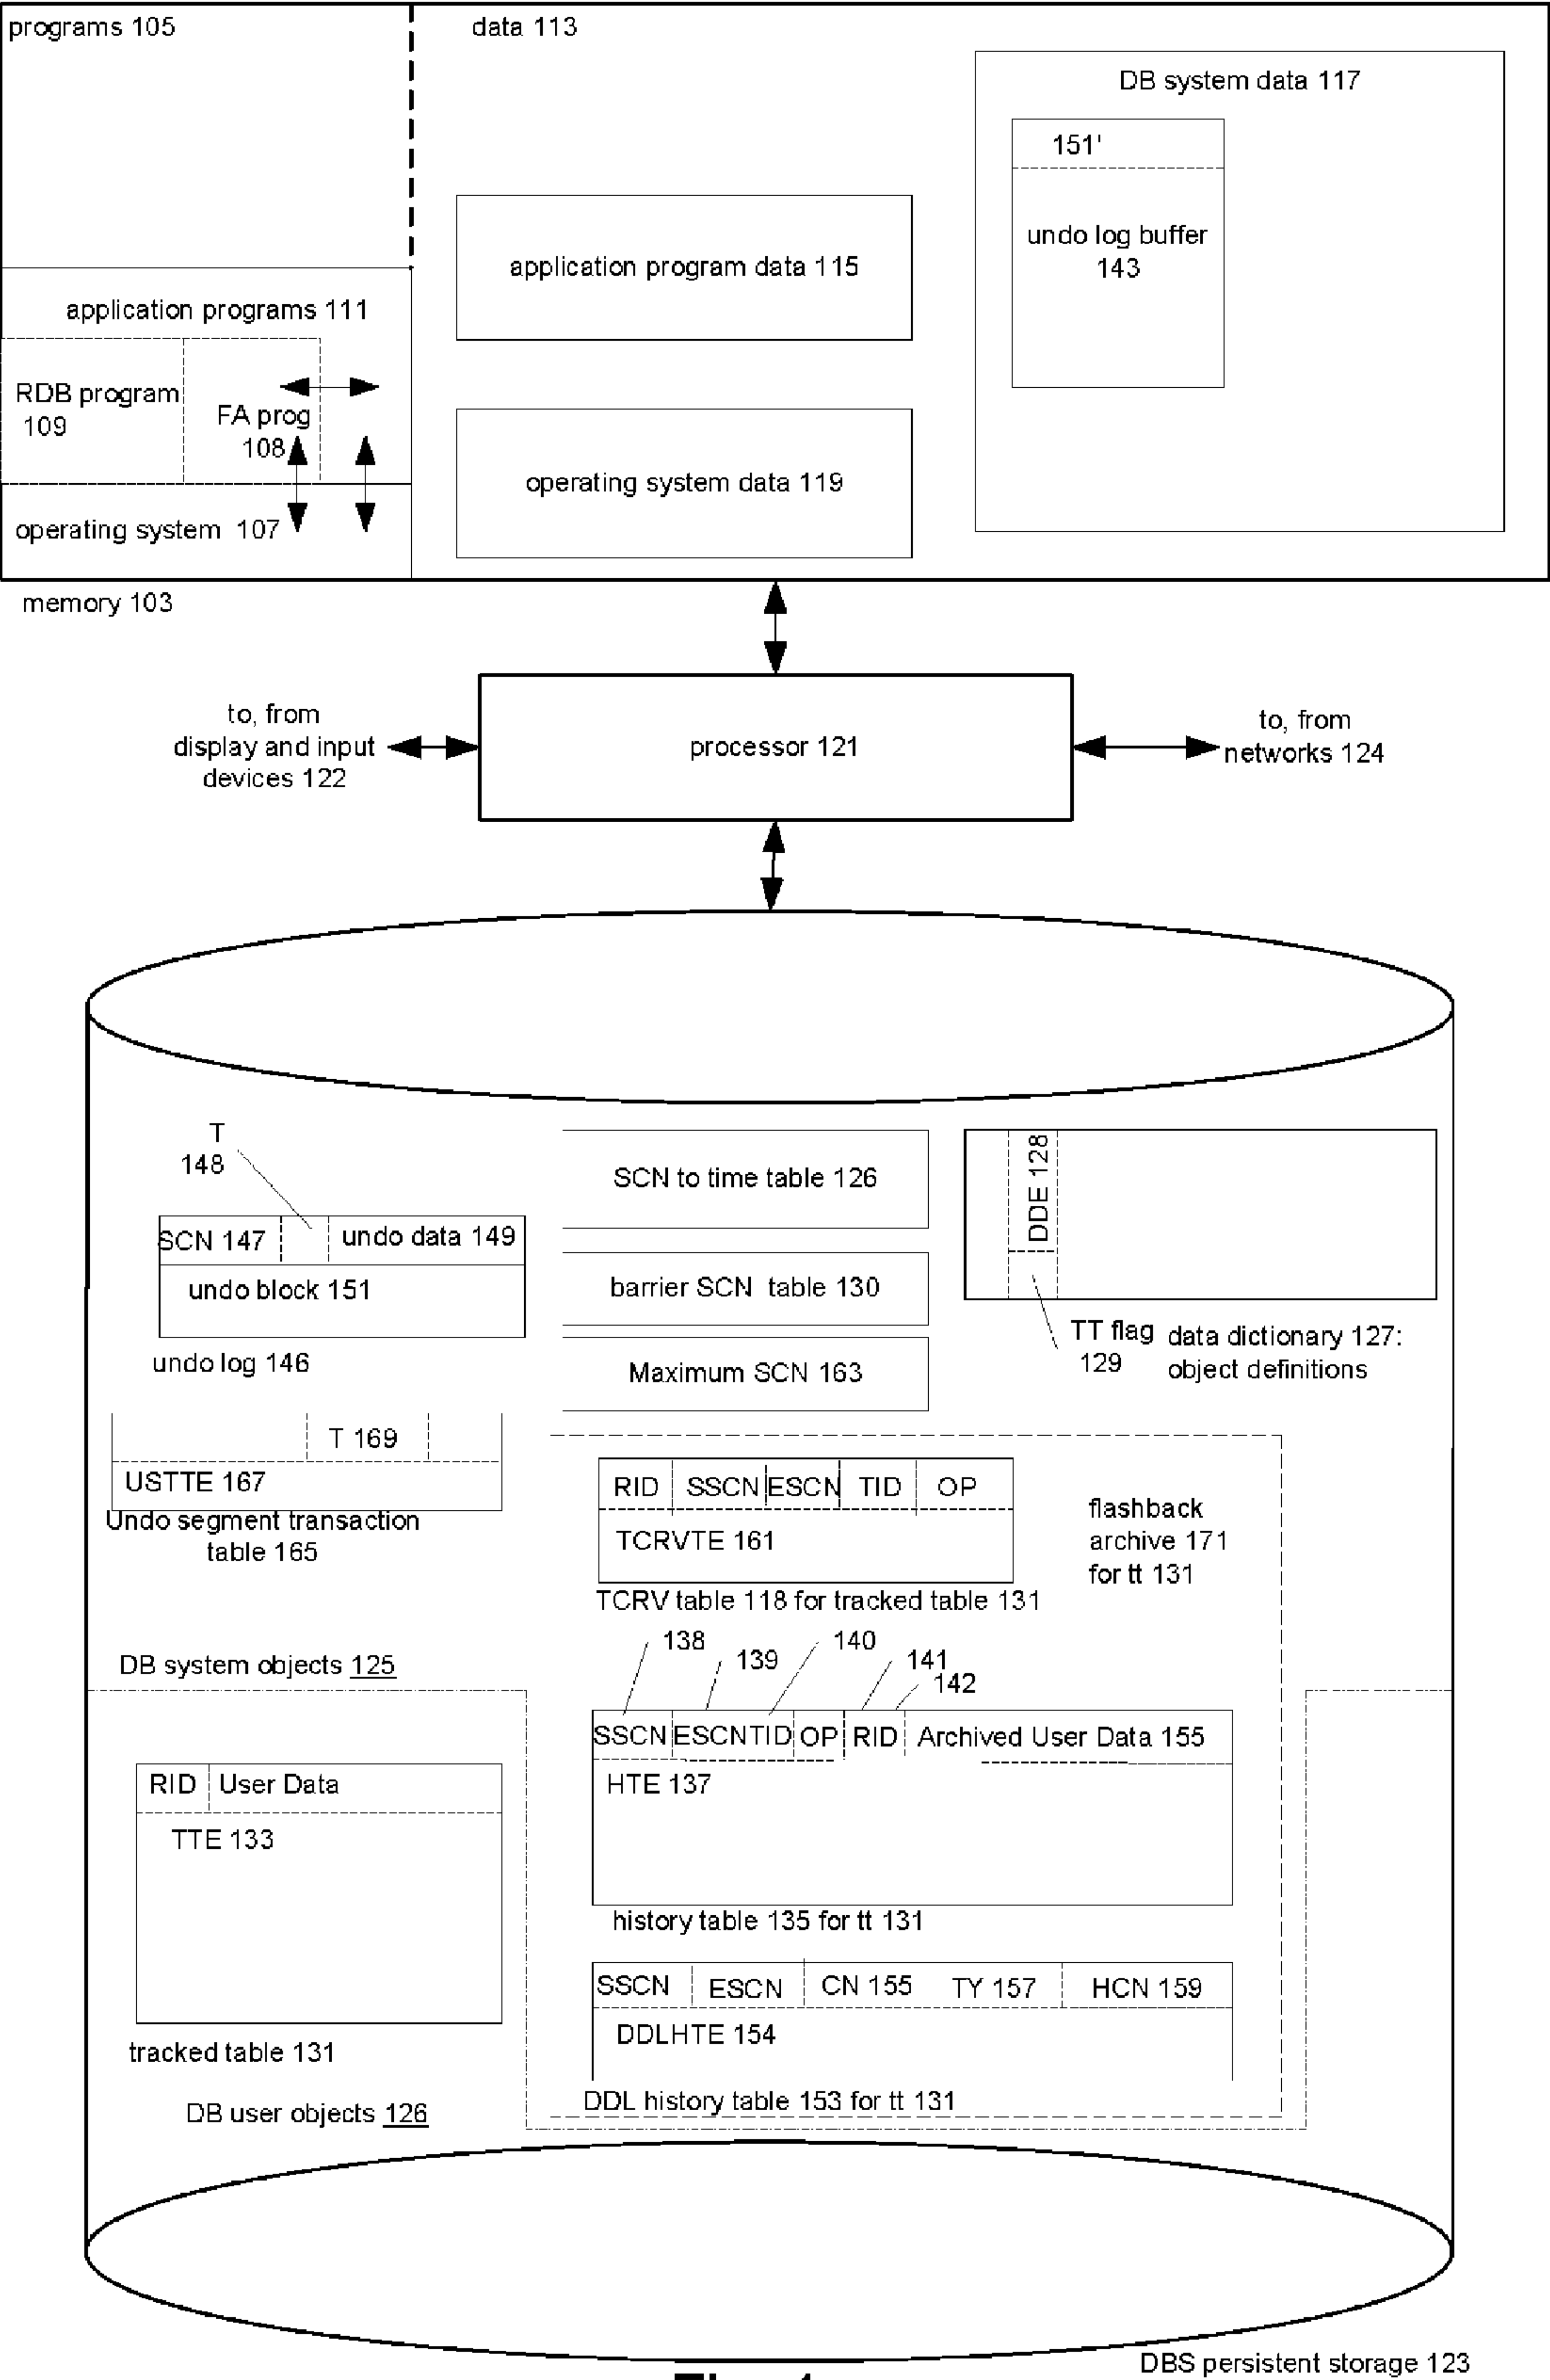 programs 105
data 113
DB system data 117
151'
undo log buffer
143
application program data 115
application programs 111
RDB program
109
FA prog
108
operating system data 119
operating system 107
memory 103
to, from
display and input
devices 122
processor 121
to, from
networks 124
T
148
SCN 147
undo data 149
undo block 151
undo log 146
SCN to time table 126
barrier SCN table 130
Maximum SCN 163
DDE 128
TT flag
129
data dictionary 127:
object definitions
T 169
USTTE 167
Undo segment transaction
table 165
RID SSCN ESCN TID OP
TCRVTE 161
TCRV table 118 for tracked table 131
flashback
archive 171
for tt 131
138
139
140
141
142
DB system objects 125
SSCN ESCN TID OP RID Archived User Data 155
HTE 137
history table 135 for tt 131
RID User Data
TTE 133
tracked table 131
DB user objects 126
SSCN ESCN CN 155 TY 157 HCN 159
DDLHTE 154
DDL history table 153 for tt 131
DBS persistent storage 123